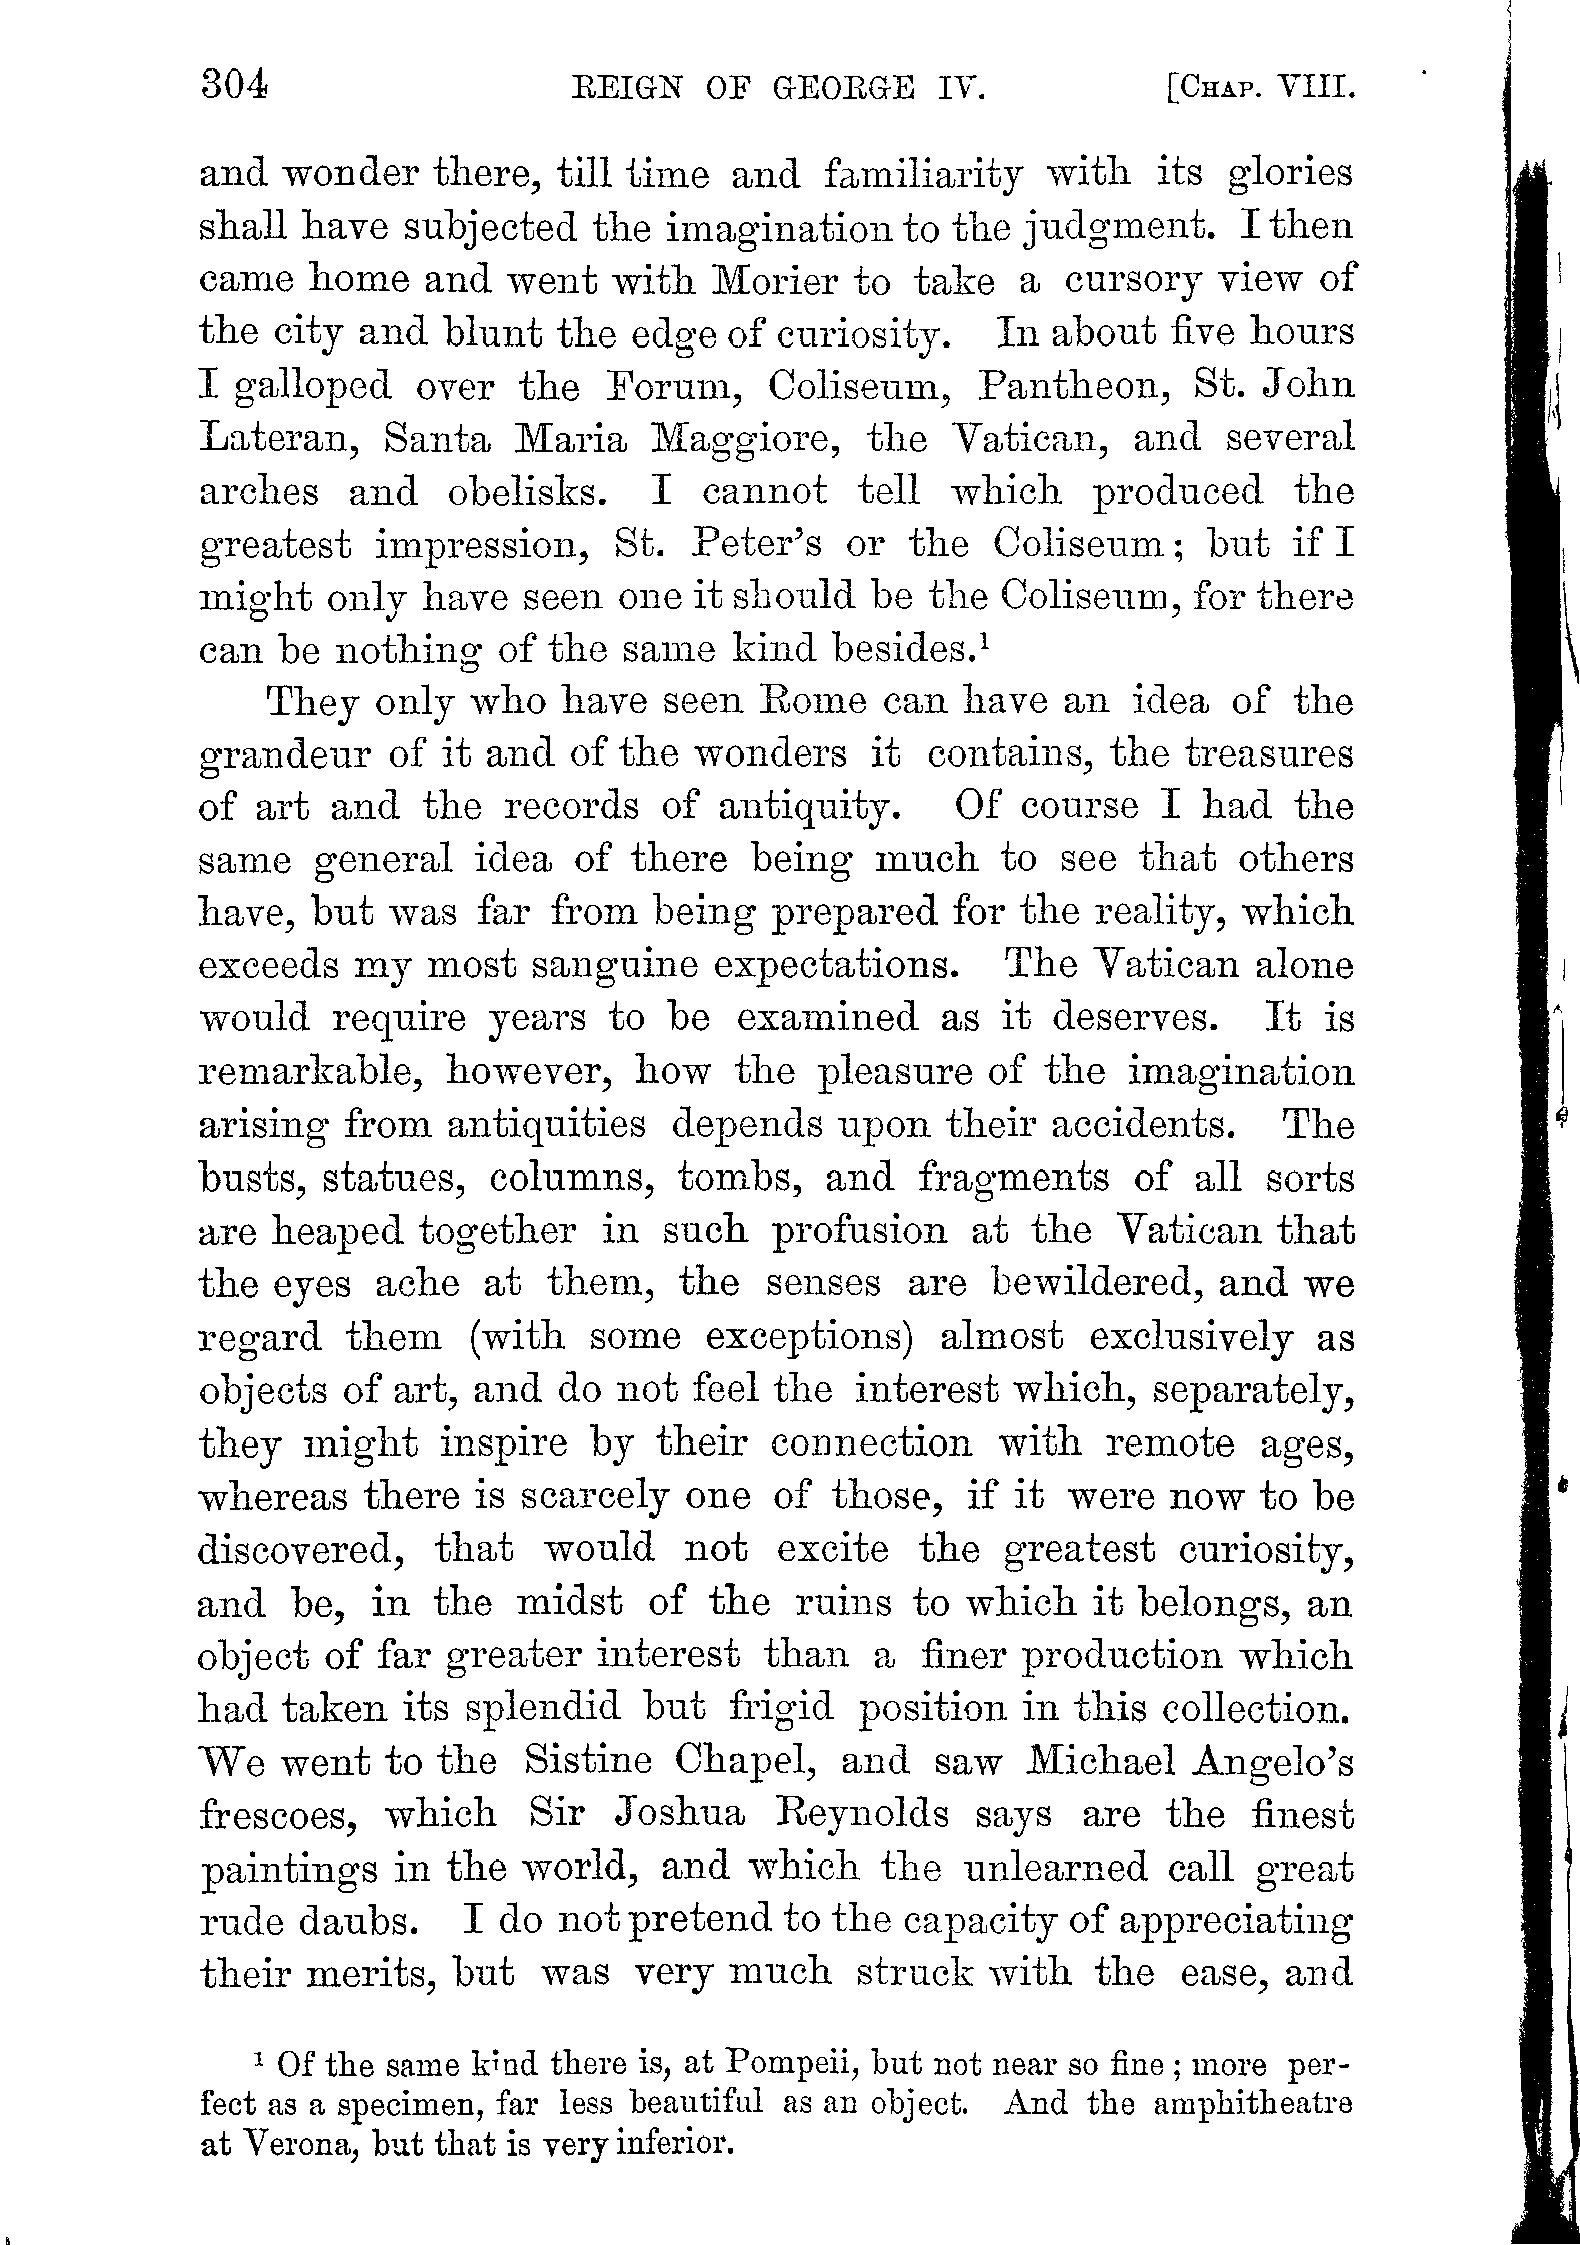 304 REIGN OF GEORGE IV. [CHAP. VIII.
and wonder there, till time and familiarity with its glories
shall have subjected the imagination to the judgment. I then
came home and went with Morier to take a cursory view of
the city and blunt the edge of curiosity. In about five hours
I galloped over the Forum, Coliseum, Pantheon, St. John
Lateran, Santa Maria Maggiore, the Vatican, and several
arches and obelisks. I cannot tell which produced the
greatest impression, St. Peter's or the Coliseum; but if I
might only have seen one it should be the Coliseum, for there
can be nothing of the same kind besides.¹
They only who have seen Rome can have an idea of the
grandeur of it and of the wonders it contains, the treasures
of art and the records of antiquity. Of course I had the
same general idea of there being much to see that others
have, but was far from being prepared for the reality, which
exceeds my most sanguine expectations. The Vatican alone
would require years to be examined as it deserves. It is
remarkable, however, how the pleasure of the imagination
arising from antiquities depends upon their accidents. The
busts, statues, columns, tombs, and fragments of all sorts
are heaped together in such profusion at the Vatican that
the eyes ache at them, the senses are bewildered, and we
regard them (with some exceptions) almost exclusively as
objects of art, and do not feel the interest which, separately,
they might inspire by their connection with remote ages,
whereas there is scarcely one of those, if it were now to be
discovered, that would not excite the greatest curiosity,
and be, in the midst of the ruins to which it belongs, an
object of far greater interest than a finer production which
had taken its splendid but frigid position in this collection.
We went to the Sistine Chapel, and saw Michael Angelo's
frescoes, which Sir Joshua Reynolds says are the finest
paintings in the world, and which the unlearned call great
rude daubs. I do not pretend to the capacity of appreciating
their merits, but was very much struck with the ease, and
¹ Of the same kind there is, at Pompeii, but not near so fine; more per-
fect as a specimen, far less beautiful as an object. And the amphitheatre
at Verona, but that is very inferior.